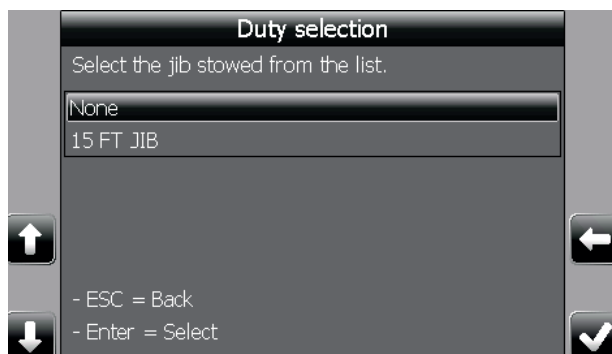 Duty selection
Select the jib stowed from the list.
None
15 FT JIB
- ESC = Back
- Enter = Select